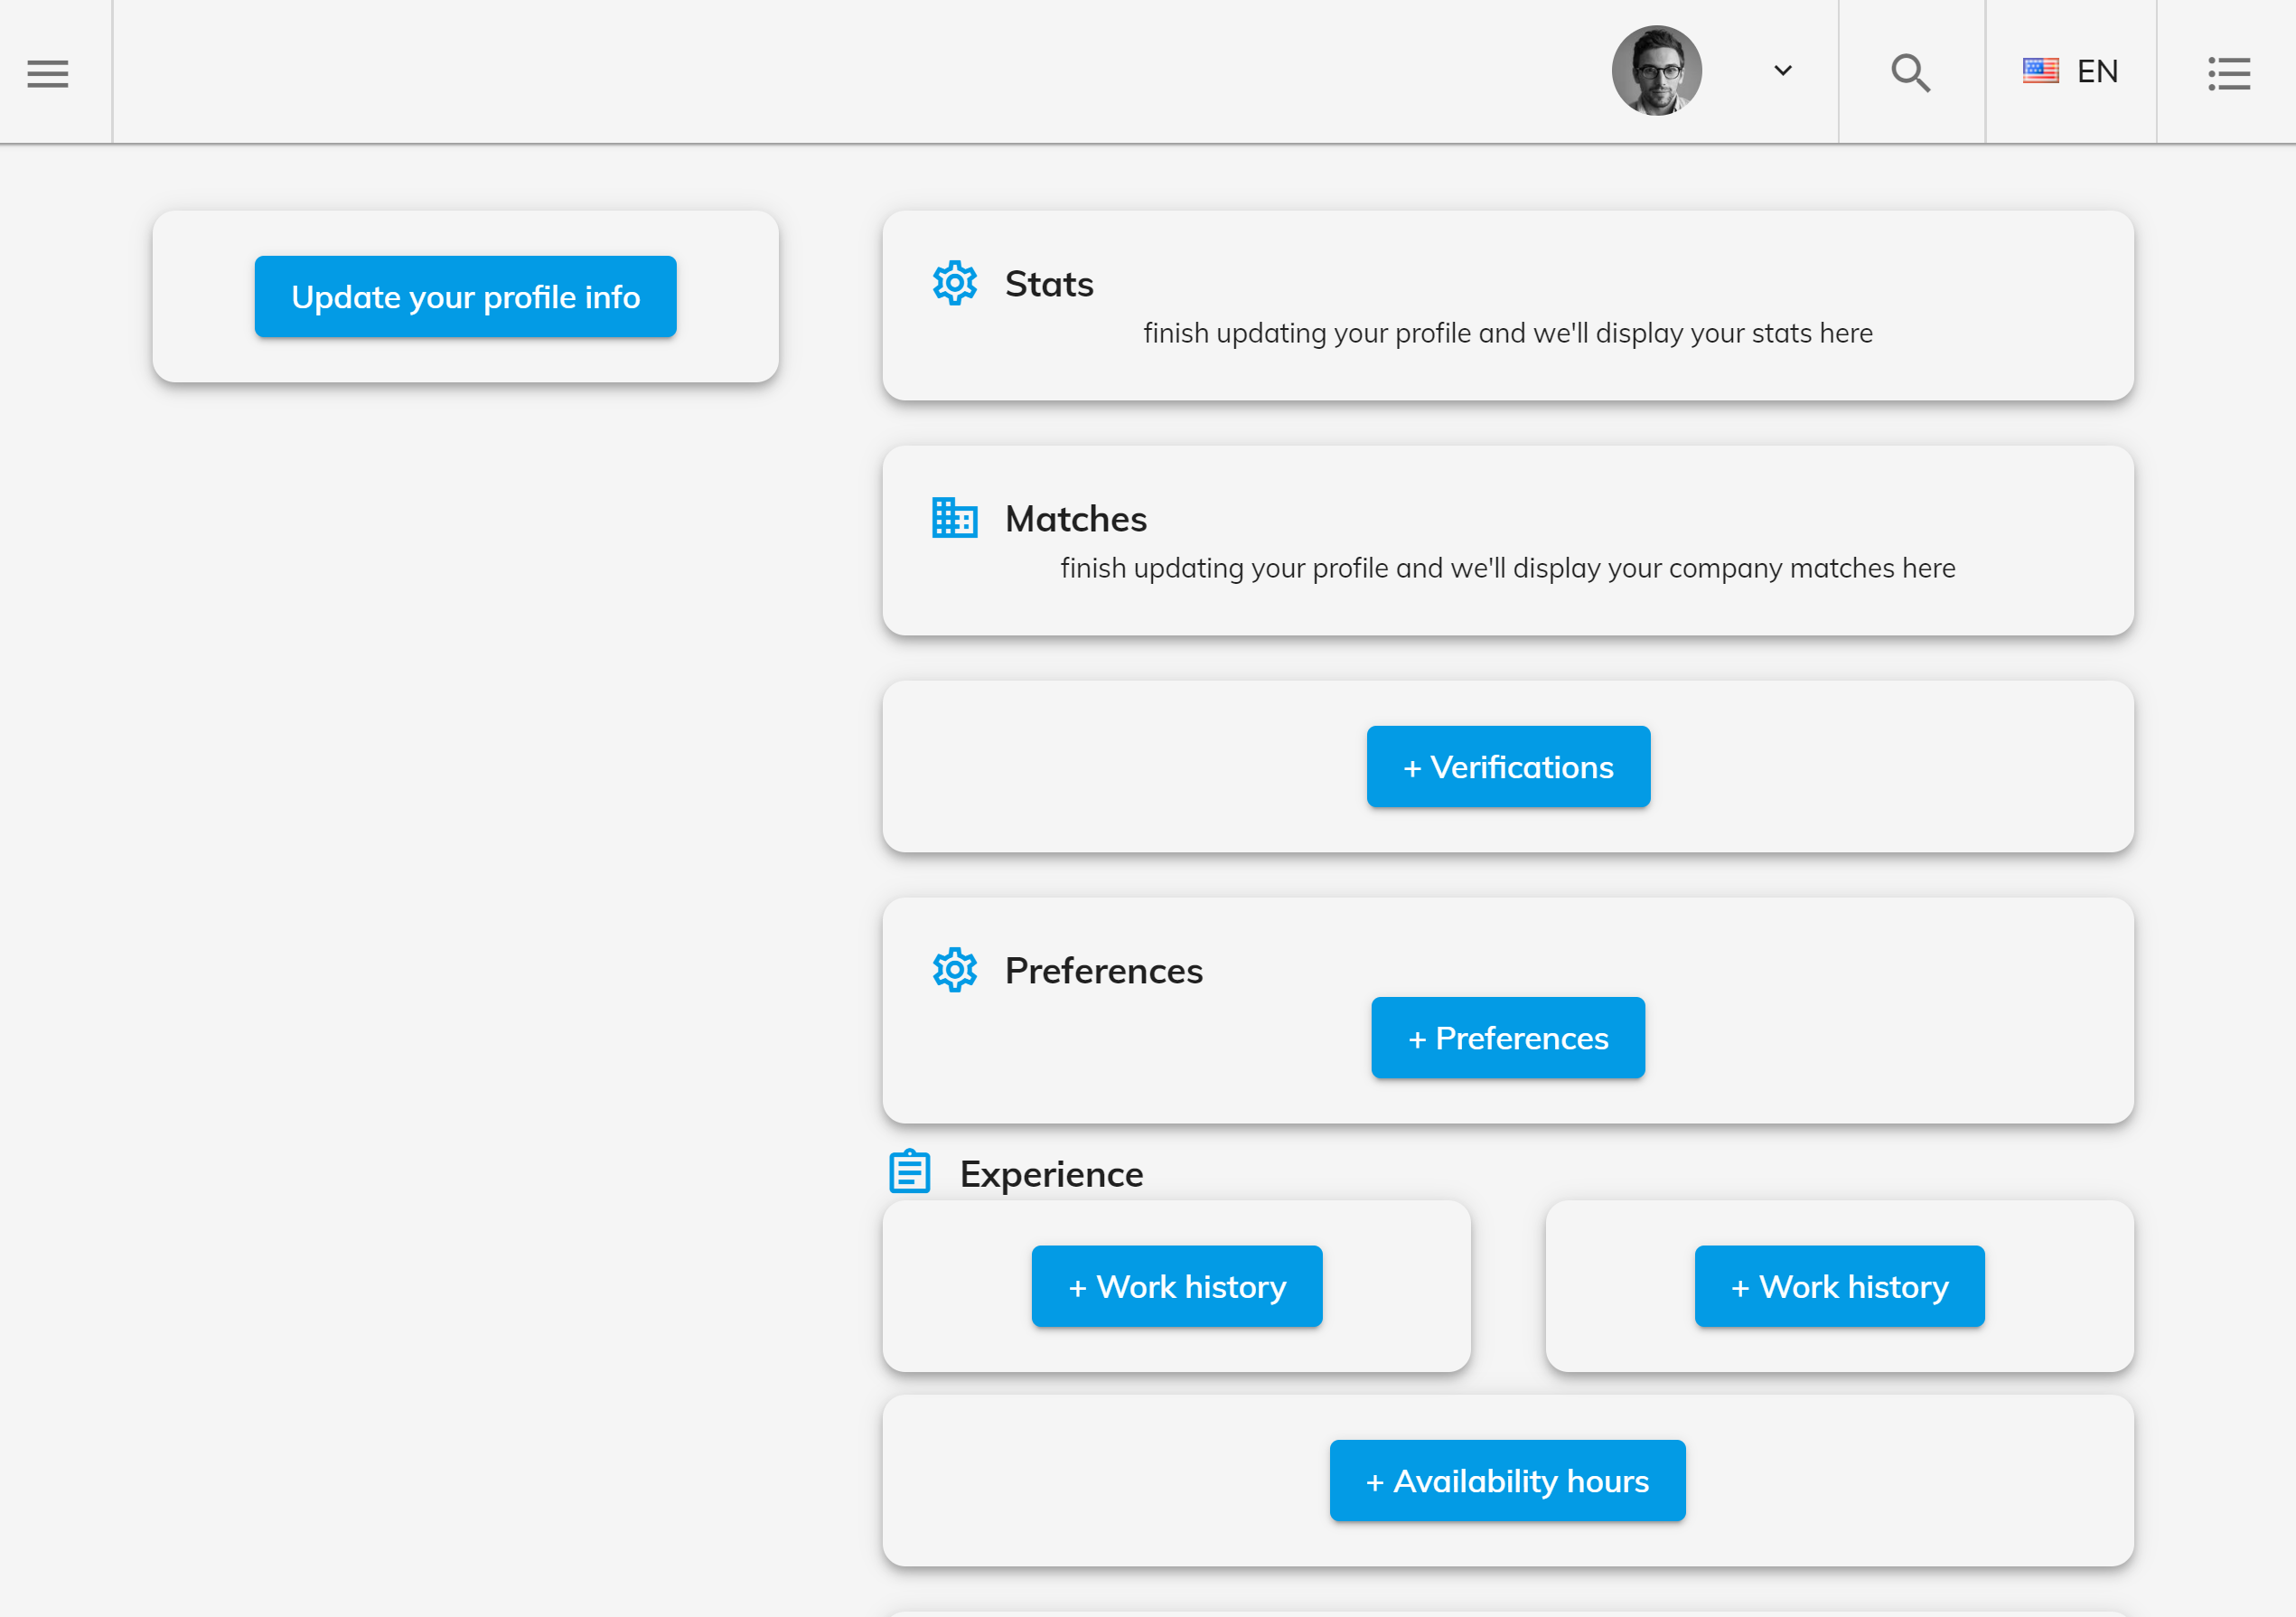 EN
Update your profile info
Stats
finish updating your profile and we'll display your stats here
Matches
finish updating your profile and we'll display your company matches here
+ Verifications
Preferences
+ Preferences
Experience
+ Work history
+ Work history
+ Availability hours